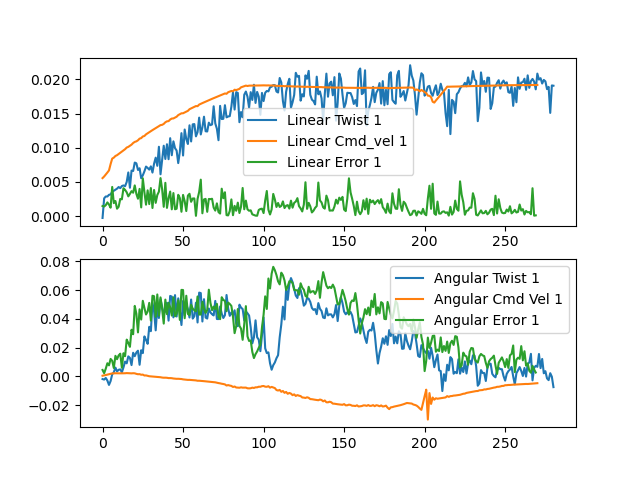 0.020
0.015
0.010
0.005
0.000
Linear Twist 1
Linear Cmd_vel 1
Linear Error 1
0 50 100 150 200 250
0.08
0.06
0.04
0.02
0.00
−0.02
Angular Twist 1
Angular Cmd Vel 1
Angular Error 1
0 50 100 150 200 250